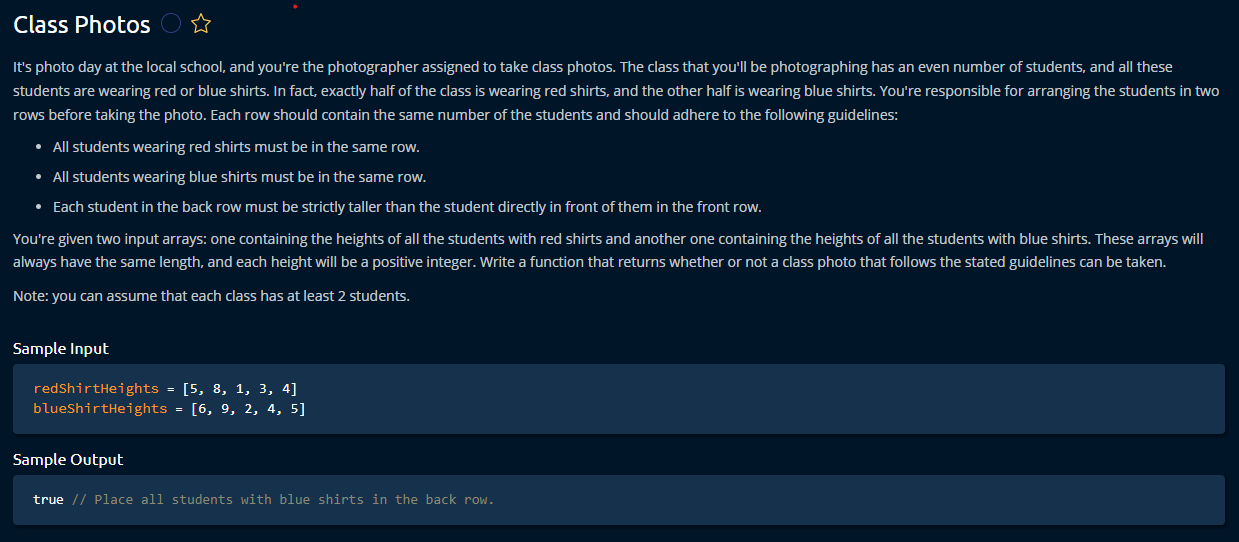 Class Photos
It's photo day at the local school, and you're the photographer assigned to take class photos. The class that you'll be photographing has an even number of students, and all these
students are wearing red or blue shirts. In fact, exactly half of the class is wearing red shirts, and the other half is wearing blue shirts. You're responsible for arranging the students in two
rows before taking the photo. Each row should contain the same number of the students and should adhere to the following guidelines:
• All students wearing red shirts must be in the same row.
• All students wearing blue shirts must be in the same row.
• Each student in the back row must be strictly taller than the student directly in front of them in the front row.
You're given two input arrays: one containing the heights of all the students with red shirts and another one containing the heights of all the students with blue shirts. These arrays will
always have the same length, and each height will be a positive integer. Write a function that returns whether or not a class photo that follows the stated guidelines can be taken.
Note: you can assume that each class has at least 2 students.
Sample Input
redShirtHeights = [5, 8, 1, 3, 4]
blueShirtHeights = [6, 9, 2, 4, 5]
Sample Output
true // Place all students with blue shirts in the back row.